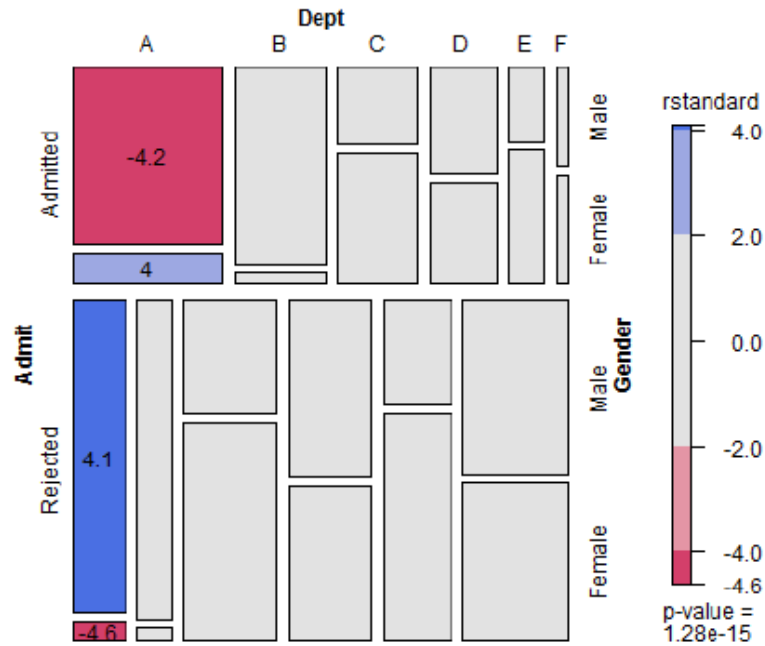 Dept
A B C D E F
Admit
Admitted
Rejected
-4.2
4
4.1
-4.6
Male
Female
Male
Female
Gender
rstandard
4.0
2.0
0.0
-2.0
-4.0
-4.6
p-value =
1.28e-15